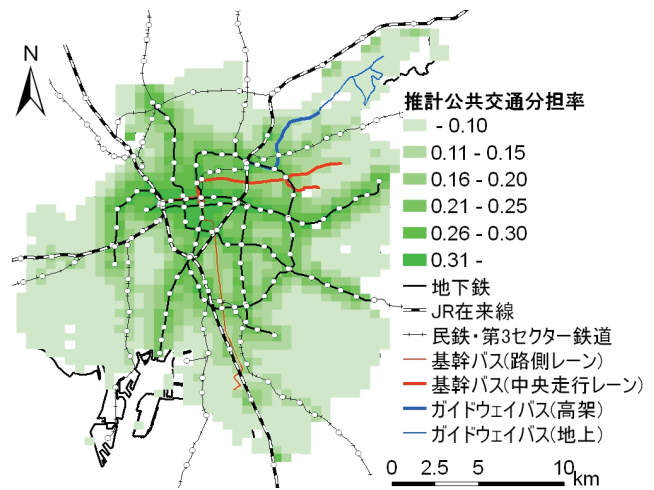 N
推計公共交通分担率
- 0.10
0.11 - 0.15
0.16 - 0.20
0.21 - 0.25
0.26 - 0.30
0.31 -
地下鉄
JR在来線
民鉄・第3セクター鉄道
基幹バス(路側レーン)
基幹バス(中央走行レーン)
ガイドウェイバス(高架)
ガイドウェイバス(地上)
0 2.5 5 10 km